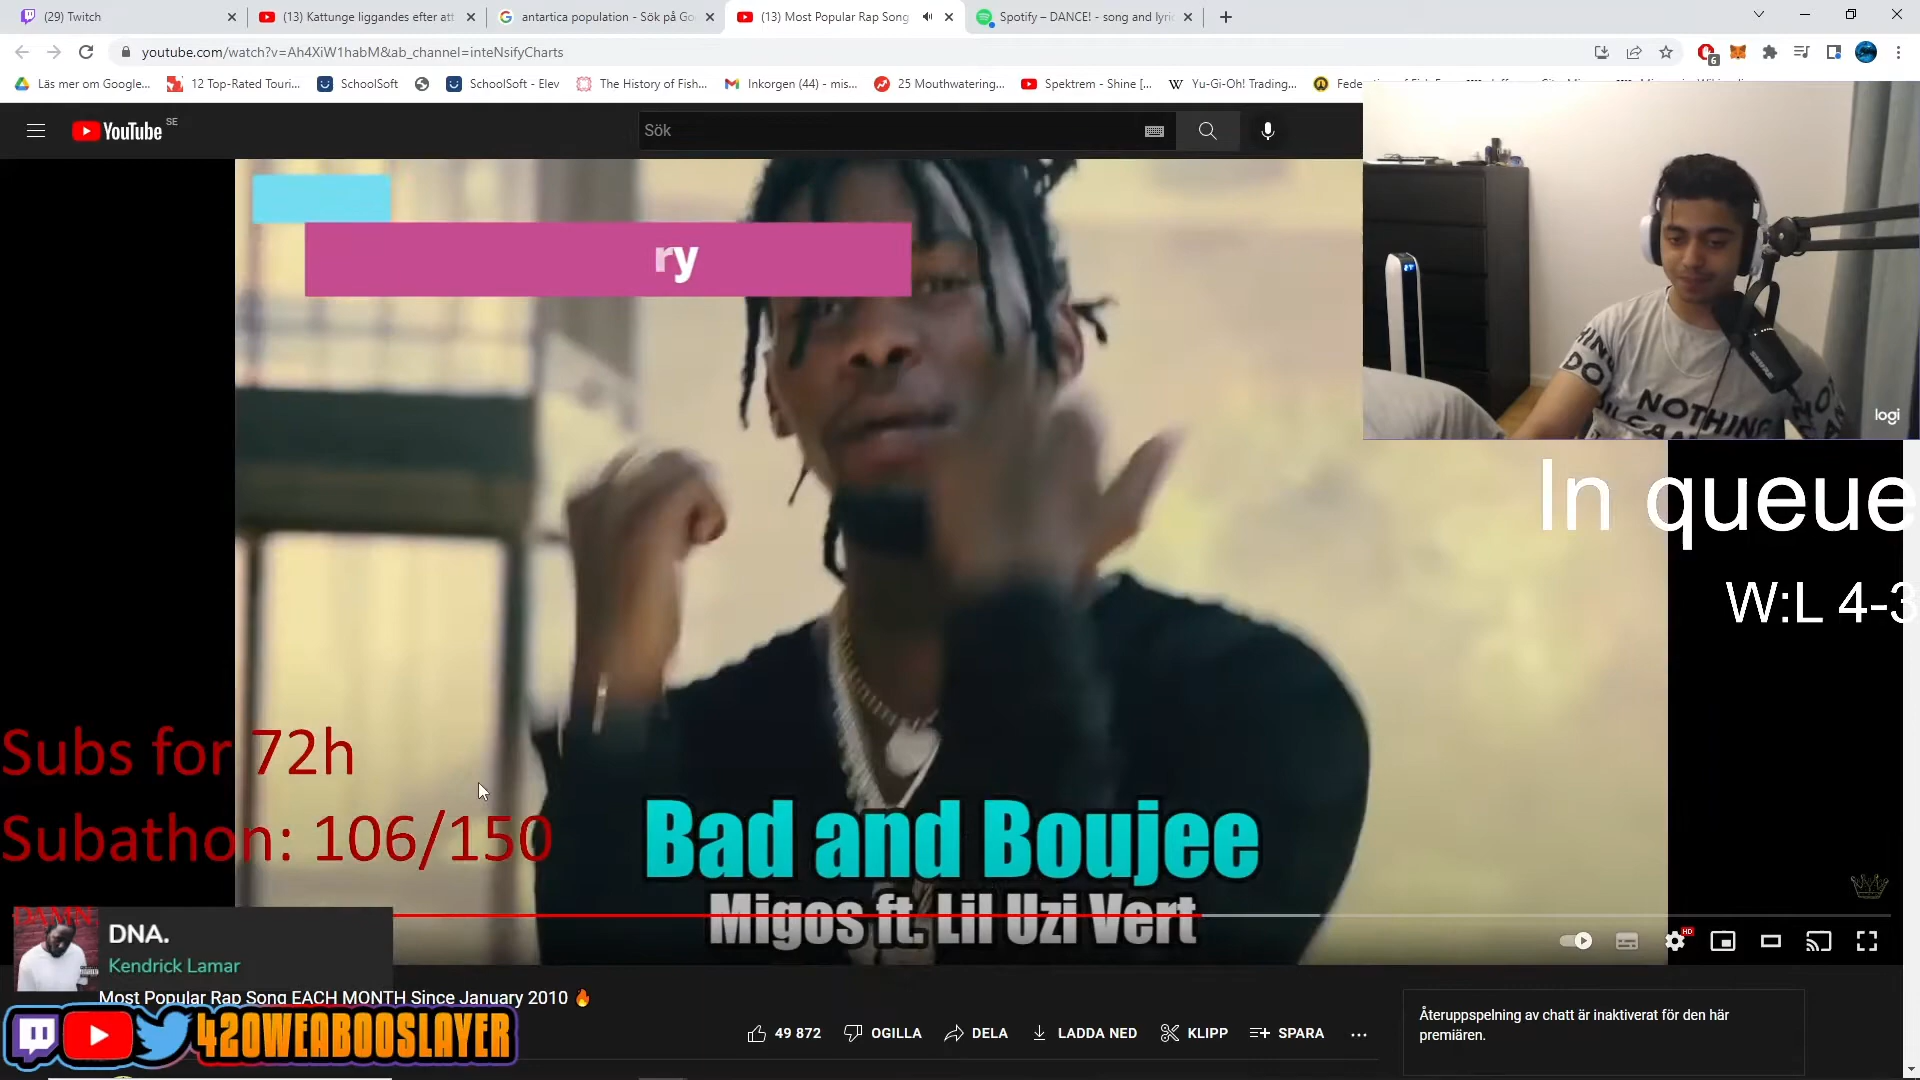 (29) Twitch
(13) Kattunge liggandes efter att
antartica population - Sök på Go
(13) Most Popular Rap Song
Spotify – DANCE! - song and lyric
youtube.com/watch?v=Ah4XiW1habM&ab_channel=inteNsifyCharts
6
Läs mer om Google...
12 Top-Rated Touri...
SchoolSoft
SchoolSoft - Elev
The History of Fish...
Inkorgen (44) - mis...
25 Mouthwatering...
Spektrem - Shine [...
Yu-Gi-Oh! Trading...
YouTube SE
Sök
ry
NOTHING
logi
In queue
W:L 4-3
Subs for 72h
Subathon: 106/150
Bad and Boujee
Migos ft. Lil Uzi Vert
HD
DAMN.
DNA.
Kendrick Lamar
Most Popular Rap Song EACH MONTH Since January 2010 🔥
49 872
OGILLA
DELA
LADDA NED
KLIPP
SPARA
Återuppspelning av chatt är inaktiverat för den här
premiären.
420WEABOOSLAYER